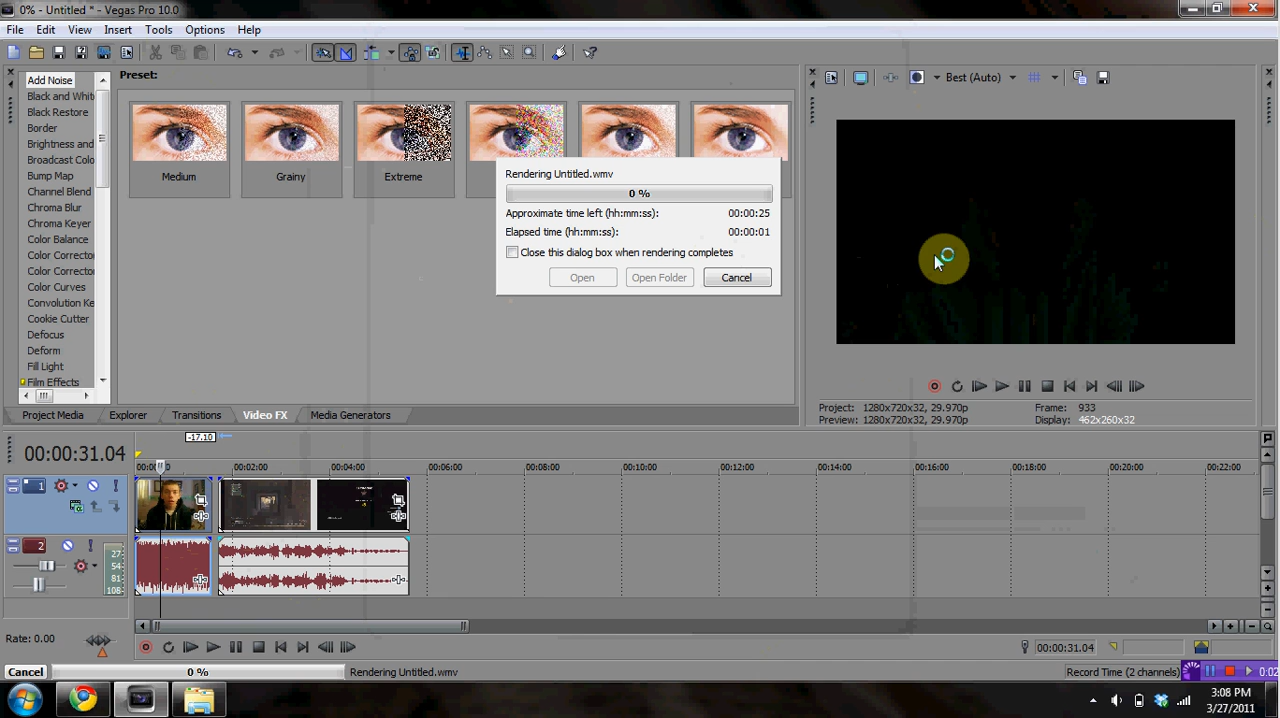 0% - Untitled * - Vegas Pro 10.0
File Edit View Insert Tools Options Help
Add Noise
Black and Whit
Black Restore
Border
Brightness and
Broadcast Colo
Bump Map
Channel Blend
Chroma Blur
Chroma Keyer
Color Balance
Color Corrector
Color Corrector
Color Curves
Convolution Ke
Cookie Cutter
Defocus
Deform
Fill Light
Film Effects
Preset:
Medium
Grainy
Extreme
Rendering Untitled.wmv
0 %
Approximate time left (hh:mm:ss): 00:00:25
Elapsed time (hh:mm:ss): 00:00:01
Close this dialog box when rendering completes
Open Open Folder Cancel
Best (Auto)
Project: 1280x720x32, 29.970p Frame: 933
Preview: 1280x720x32, 29.970p Display: 462x260x32
Project Media Explorer Transitions Video FX Media Generators
-17.10
00:00:31.04
00:02:00 00:04:00 00:06:00 00:08:00 00:10:00 00:12:00 00:14:00 00:16:00 00:18:00 00:20:00 00:22:00
1
2
27
54
81
108
Rate: 0.00
00:00:31.04
Cancel 0 % Rendering Untitled.wmv Record Time (2 channels) 0:02
3:08 PM
3/27/2011